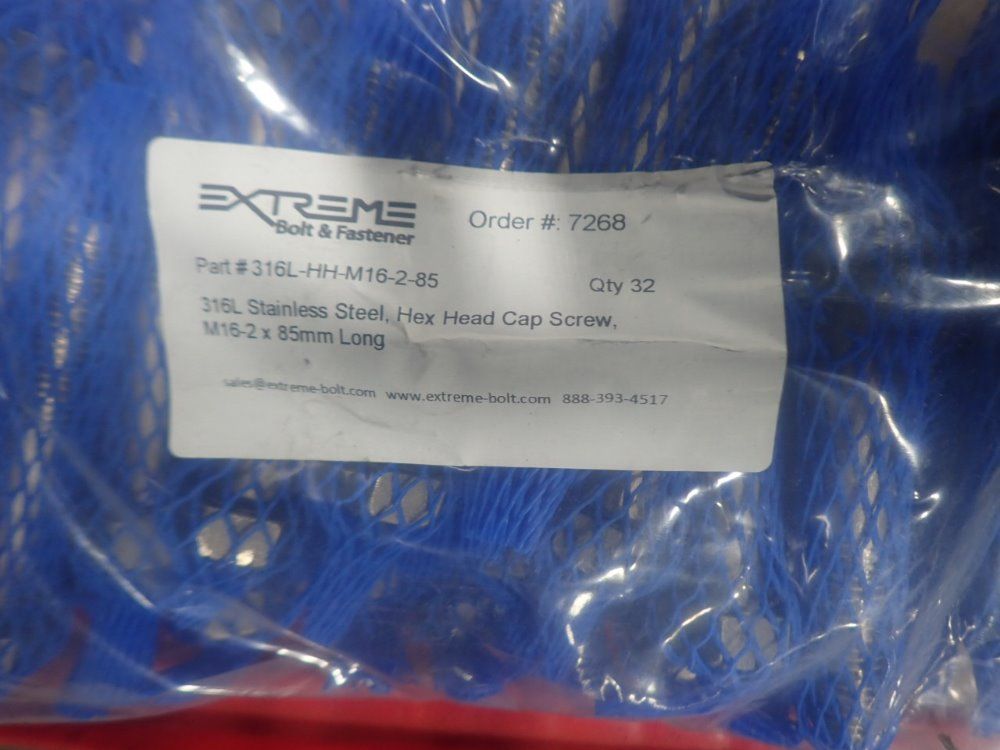 EXTREME
Bolt & Fastener
Order #: 7268
Part # 316L-HH-M16-2-85
Qty 32
316L Stainless Steel, Hex Head Cap Screw,
M16-2 x 85mm Long
sales@extreme-bolt.com www.extreme-bolt.com 888-393-4517